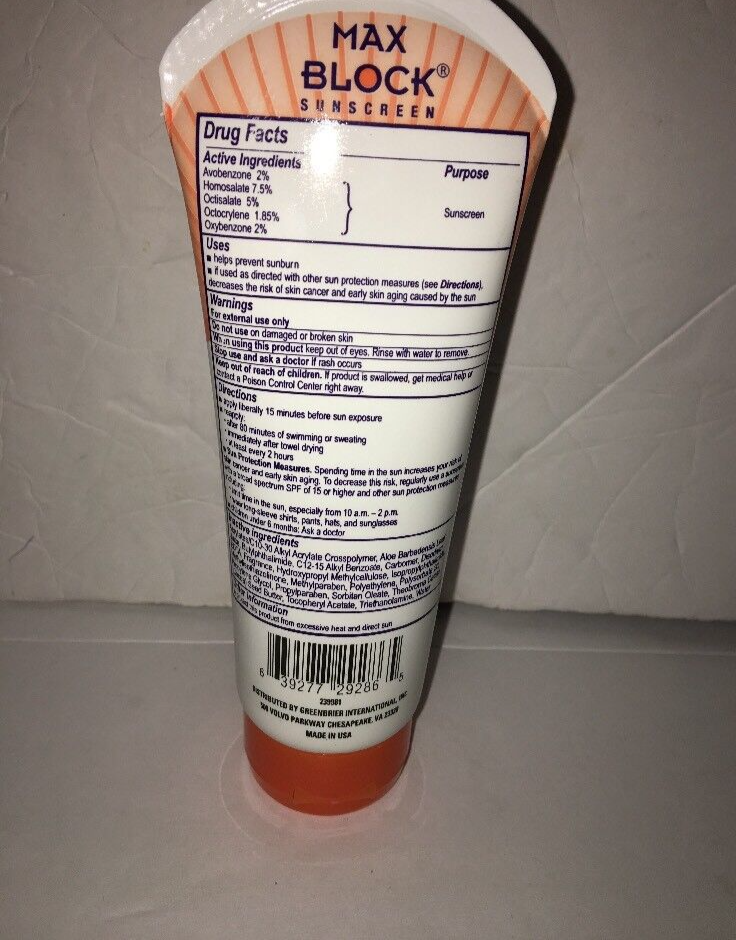 MAX
BLOCK®
SUNSCREEN
Drug Facts
Active Ingredients
Purpose
Avobenzone 2%
Homosalate 7.5%
Octisalate 5%
Sunscreen
Octocrylene 1.85%
Oxybenzone 2%
Uses
▪ helps prevent sunburn
▪ if used as directed with other sun protection measures (see Directions),
decreases the risk of skin cancer and early skin aging caused by the sun
Warnings
For external use only
Do not use on damaged or broken skin
When using this product keep out of eyes. Rinse with water to remove.
Stop use and ask a doctor if rash occurs
Keep out of reach of children. If product is swallowed, get medical help or
contact a Poison Control Center right away.
Directions
▪ apply liberally 15 minutes before sun exposure
▪ reapply:
- after 80 minutes of swimming or sweating
- immediately after towel drying
- at least every 2 hours
▪ Sun Protection Measures. Spending time in the sun increases your risk of
skin cancer and early skin aging. To decrease this risk, regularly use a sunscreen
with a broad spectrum SPF of 15 or higher and other sun protection measures
time in the sun, especially from 10 a.m. – 2 p.m.
long-sleeve shirts, pants, hats, and sunglasses
children under 6 months: Ask a doctor
Inactive Ingredients
Alkyl Acrylate Crosspolymer, Aloe Barbadensis Leaf
C12-15 Alkyl Benzoate, Carbomer,
Fragrance, Hydroxypropyl Methylcellulose,
Methylparaben, Polyethylene,
Glycol, Propylparaben, Sorbitan Oleate, Theobroma
Seed Butter, Tocopheryl Acetate, Triethanolamine, Water
Other Information
this product from excessive heat and direct sun
6 39277 29286 5
239981
DISTRIBUTED BY GREENBRIER INTERNATIONAL, INC.
500 VOLVO PARKWAY CHESAPEAKE, VA 23320
MADE IN USA